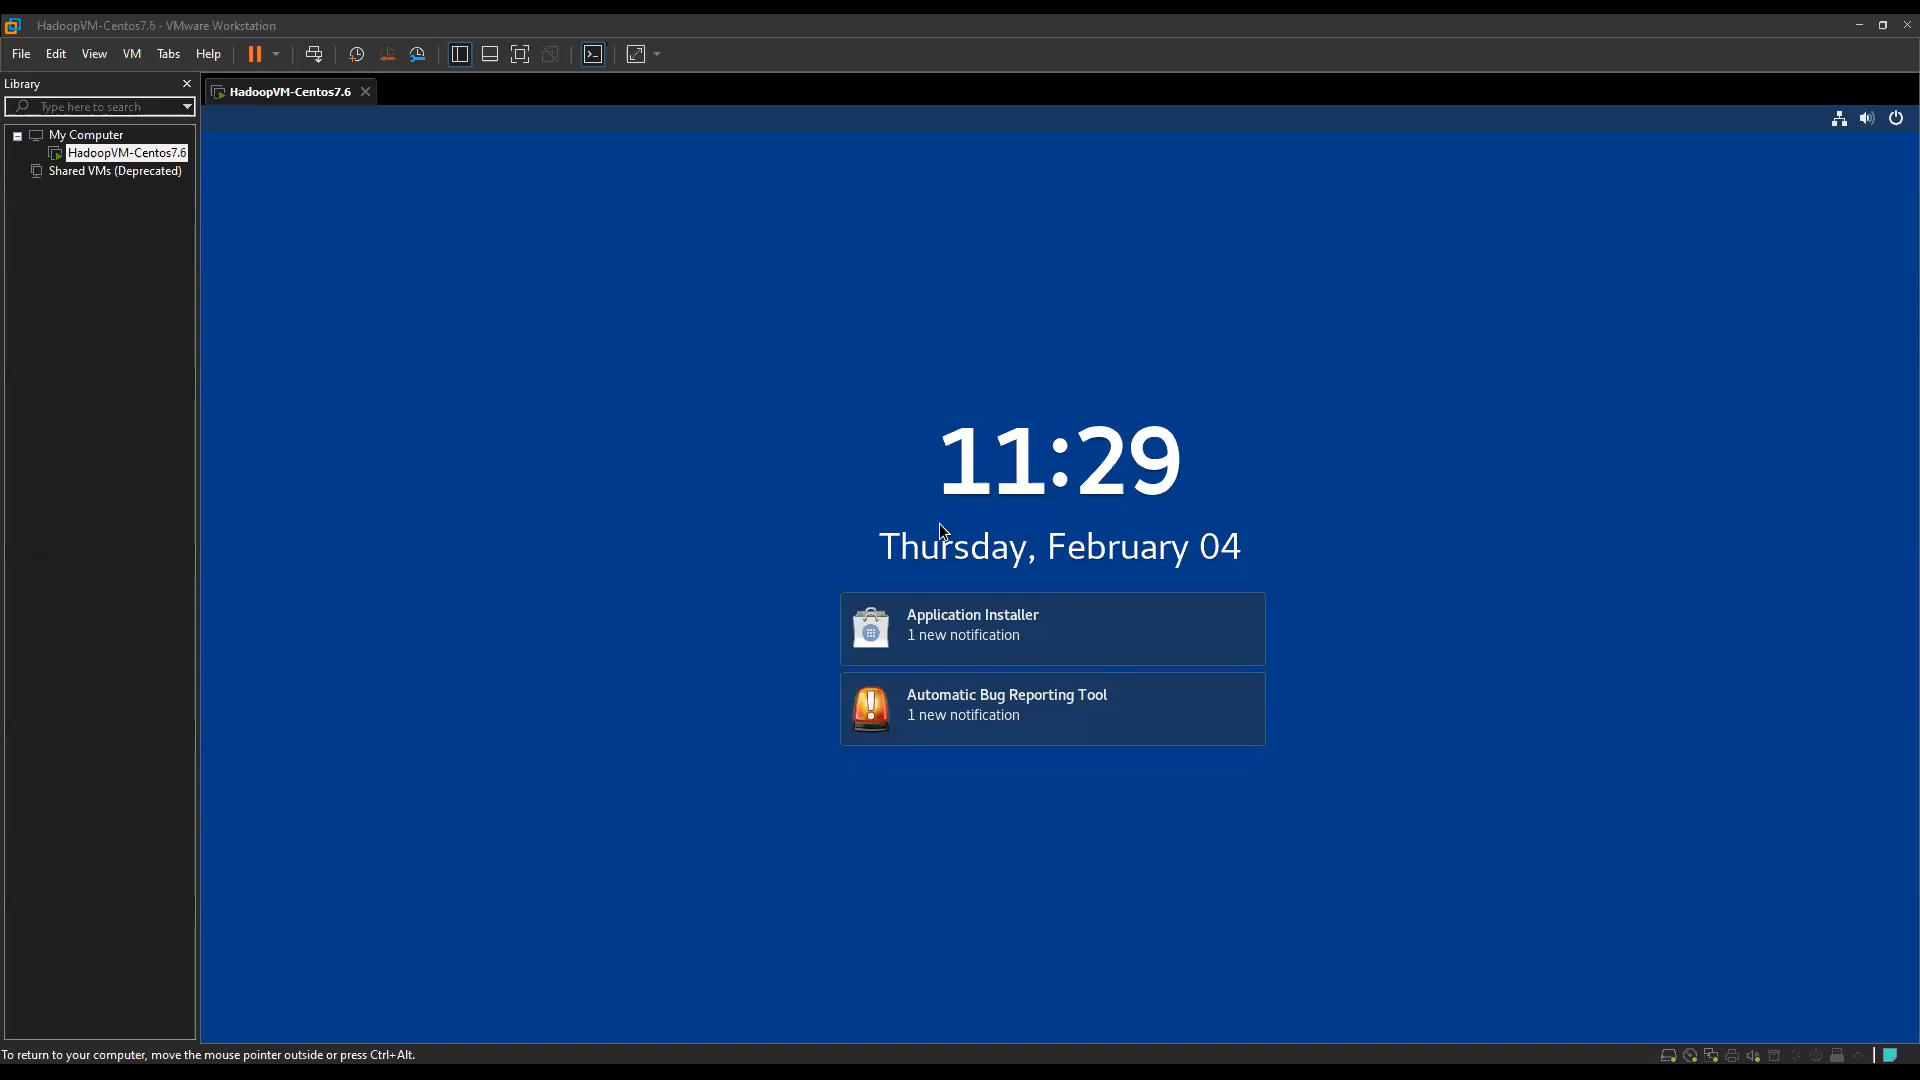 HadoopVM-Centos7.6 - VMware Workstation
File Edit View VM Tabs Help
Library
Type here to search
My Computer
HadoopVM-Centos7.6
Shared VMs (Deprecated)
HadoopVM-Centos7.6
11:29
Thursday, February 04
Application Installer
1 new notification
Automatic Bug Reporting Tool
1 new notification
To return to your computer, move the mouse pointer outside or press Ctrl+Alt.